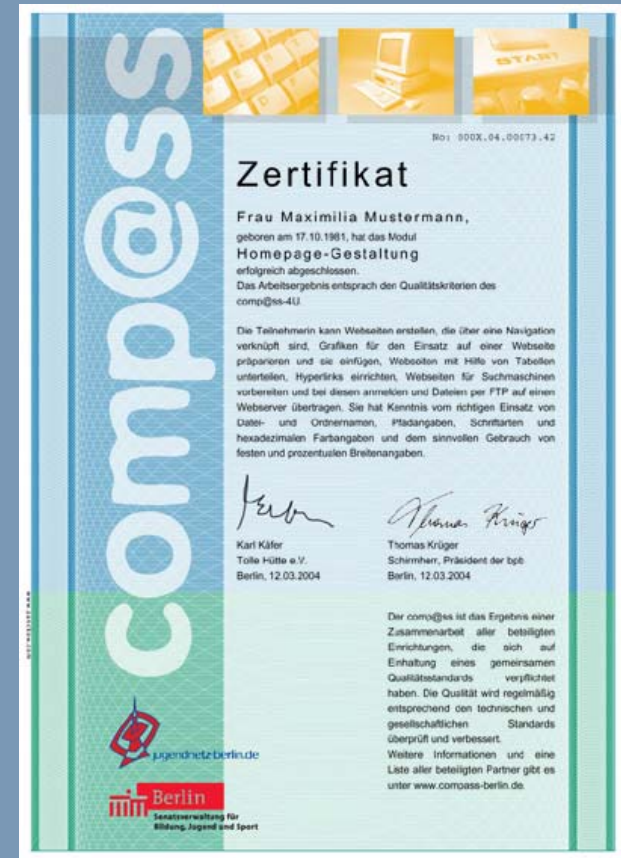 comp@ss
START
No: 000X.04.00073.42
Zertifikat
Frau Maximilia Mustermann,
geboren am 17.10.1981, hat das Modul
Homepage-Gestaltung
erfolgreich abgeschlossen.
Das Arbeitsergebnis entsprach den Qualitätskriterien des
comp@ss-4U.
Die Teilnehmerin kann Webseiten erstellen, die über eine Navigation
verknüpft sind, Grafiken für den Einsatz auf einer Webseite
präparieren und sie einfügen, Webseiten mit Hilfe von Tabellen
unterteilen, Hyperlinks einrichten, Webseiten für Suchmaschinen
vorbereiten und bei diesen anmelden und Dateien per FTP auf einen
Webserver übertragen. Sie hat Kenntnis vom richtigen Einsatz von
Datei- und Ordnernamen, Pfadangaben, Schriftarten und
hexadezimalen Farbangaben und dem sinnvollen Gebrauch von
festen und prozentualen Breitenangaben.
Thomas Krüger
Karl Käfer
Tolle Hütte e.V.
Berlin, 12.03.2004
Thomas Krüger
Schirmherr, Präsident der bpb
Berlin, 12.03.2004
Der comp@ss ist das Ergebnis einer
Zusammenarbeit aller beteiligten
Einrichtungen, die sich auf
Einhaltung eines gemeinsamen
Qualitätsstandards verpflichtet
haben. Die Qualität wird regelmäßig
entsprechend den technischen und
gesellschaftlichen Standards
überprüft und verbessert.
Weitere Informationen und eine
Liste aller beteiligten Partner gibt es
unter www.compass-berlin.de.
jugendnetz-berlin.de
Berlin
Senatsverwaltung für
Bildung, Jugend und Sport